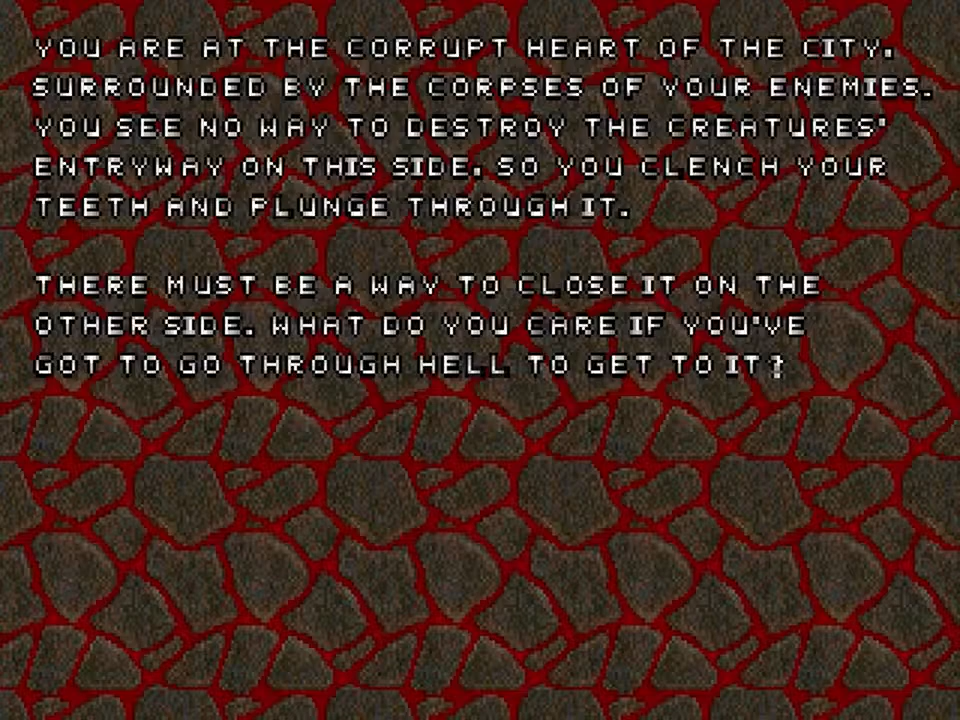 YOU ARE AT THE CORRUPT HEART OF THE CITY.
SURROUNDED BY THE CORPSES OF YOUR ENEMIES.
YOU SEE NO WAY TO DESTROY THE CREATURES'
ENTRYWAY ON THIS SIDE. SO YOU CLENCH YOUR
TEETH AND PLUNGE THROUGH IT.
THERE MUST BE A WAY TO CLOSE IT ON THE
OTHER SIDE. WHAT DO YOU CARE IF YOU'VE
GOT TO GO THROUGH HELL TO GET TO IT?